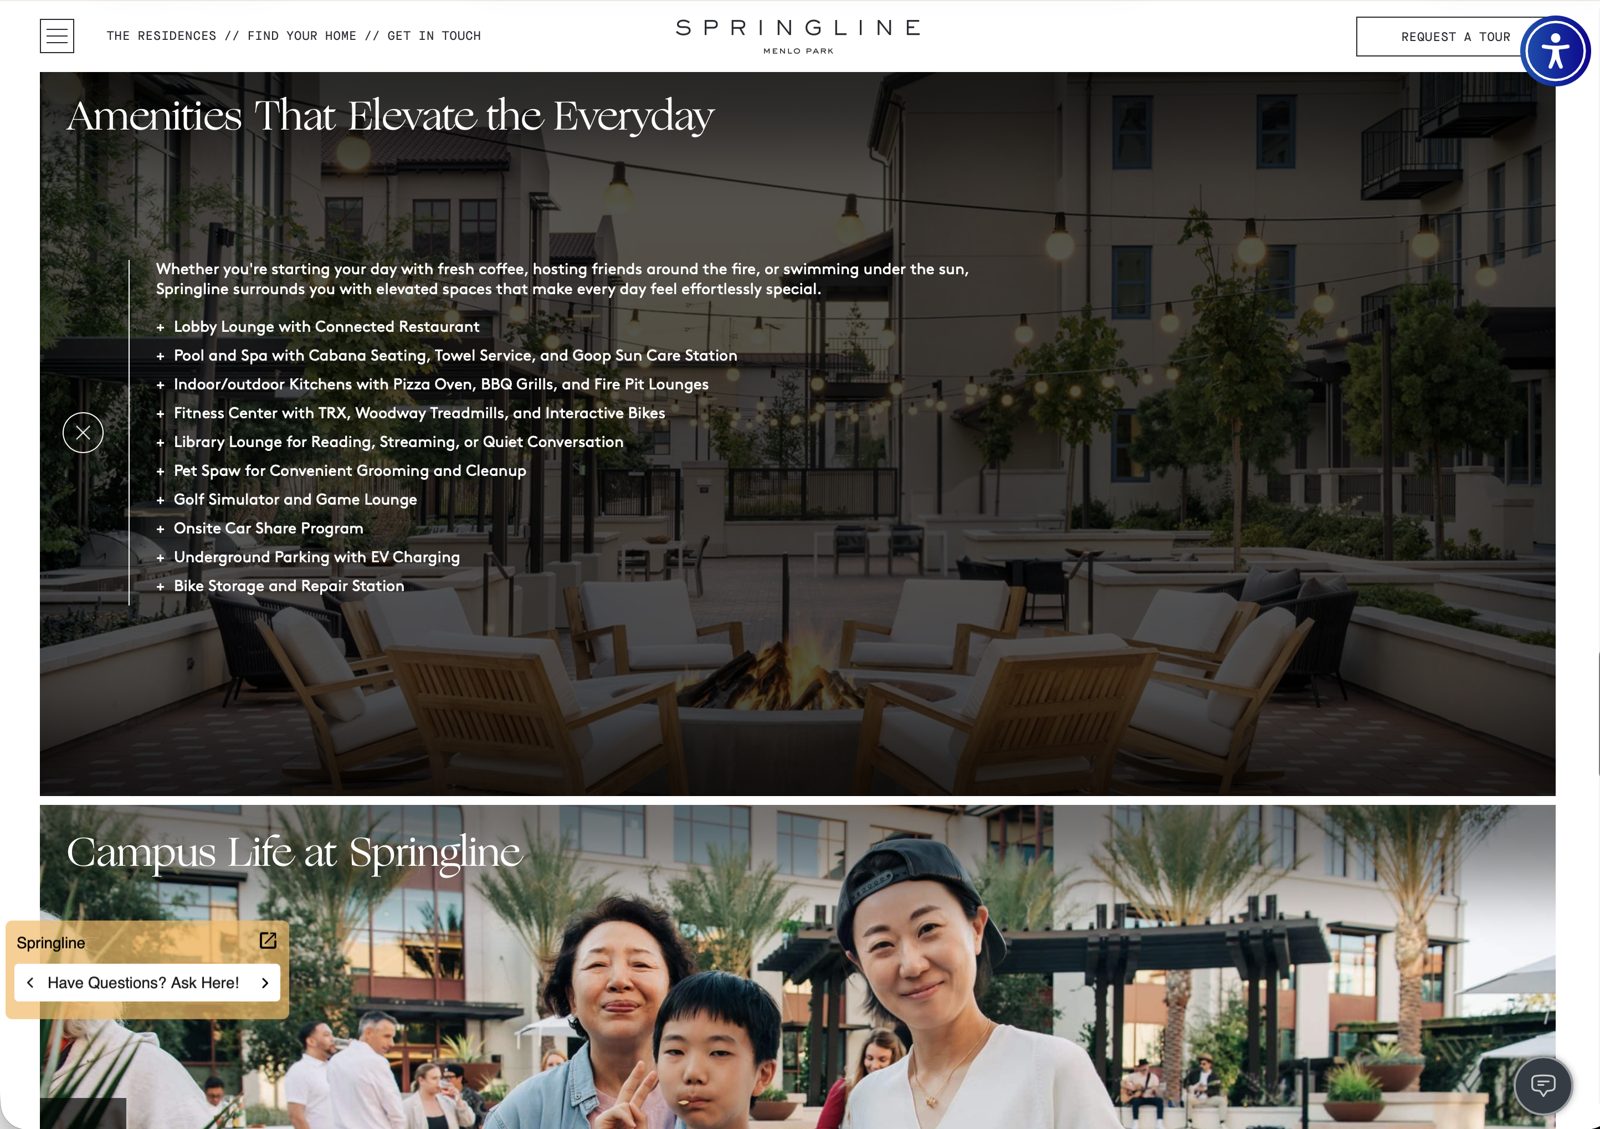 THE RESIDENCES // FIND YOUR HOME // GET IN TOUCH
SPRINGLINE
MENLO PARK
REQUEST A TOUR
Amenities That Elevate the Everyday
Whether you're starting your day with fresh coffee, hosting friends around the fire, or swimming under the sun,
Springline surrounds you with elevated spaces that make every day feel effortlessly special.
+ Lobby Lounge with Connected Restaurant
+ Pool and Spa with Cabana Seating, Towel Service, and Goop Sun Care Station
+ Indoor/outdoor Kitchens with Pizza Oven, BBQ Grills, and Fire Pit Lounges
+ Fitness Center with TRX, Woodway Treadmills, and Interactive Bikes
+ Library Lounge for Reading, Streaming, or Quiet Conversation
+ Pet Spaw for Convenient Grooming and Cleanup
+ Golf Simulator and Game Lounge
+ Onsite Car Share Program
+ Underground Parking with EV Charging
+ Bike Storage and Repair Station
Campus Life at Springline
Springline
Have Questions? Ask Here!